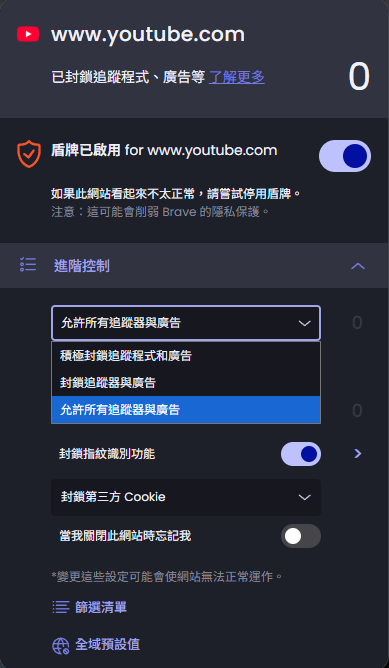 www.youtube.com
已封鎖追蹤程式、廣告等 了解更多 0
盾牌已啟用 for www.youtube.com
如果此網站看起來不太正常，請嘗試停用盾牌。
注意：這可能會削弱 Brave 的隱私保護。
進階控制
允許所有追蹤器與廣告 0
積極封鎖追蹤程式和廣告
封鎖追蹤器與廣告
允許所有追蹤器與廣告 0
封鎖指紋識別功能
封鎖第三方 Cookie
當我關閉此網站時忘記我
*變更這些設定可能會使網站無法正常運作。
篩選清單
全域預設值